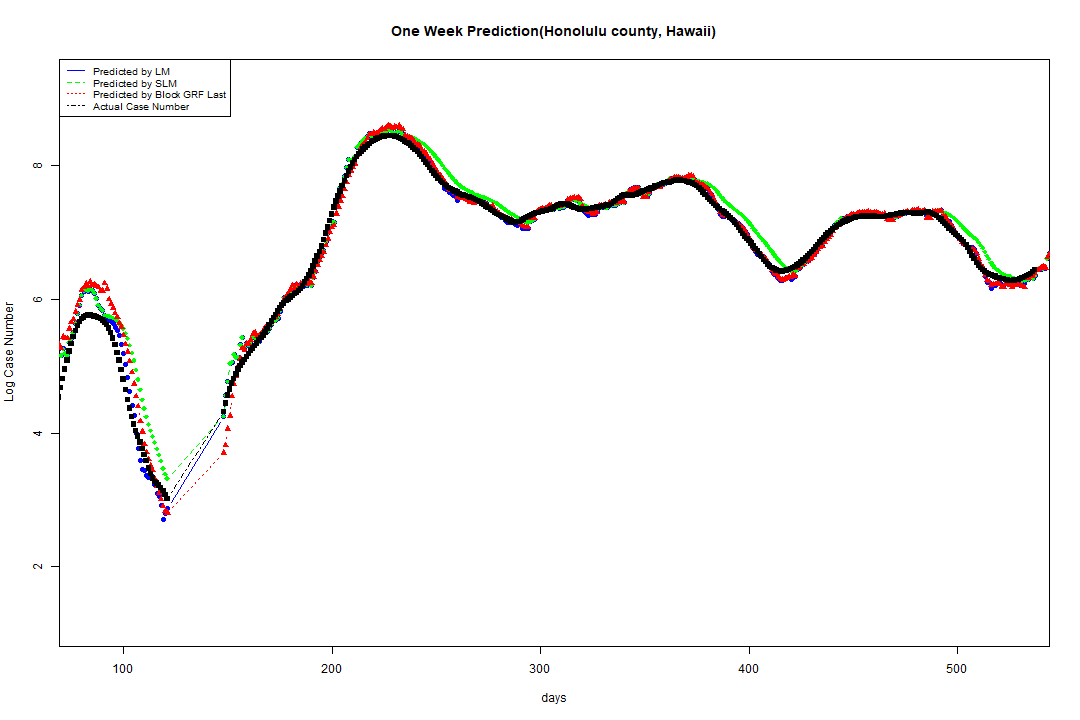 One Week Prediction(Honolulu county, Hawaii)
Predicted by LM
Predicted by SLM
Predicted by Block GRF Last
Actual Case Number
Log Case Number
8
6
4
2
100 200 300 400 500
days